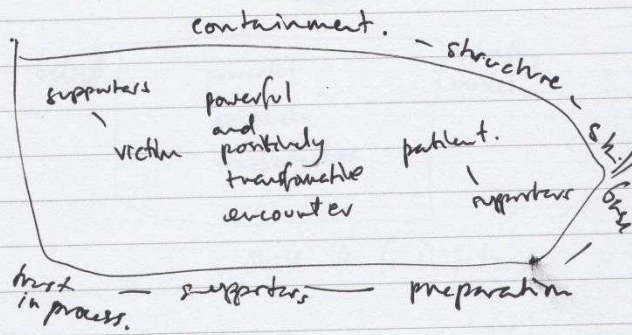 containment.
– structure –
supporters
victim
powerful
and
positively
transformative
encounter
patient.
supporters
trust
in process. – supporters – preparation